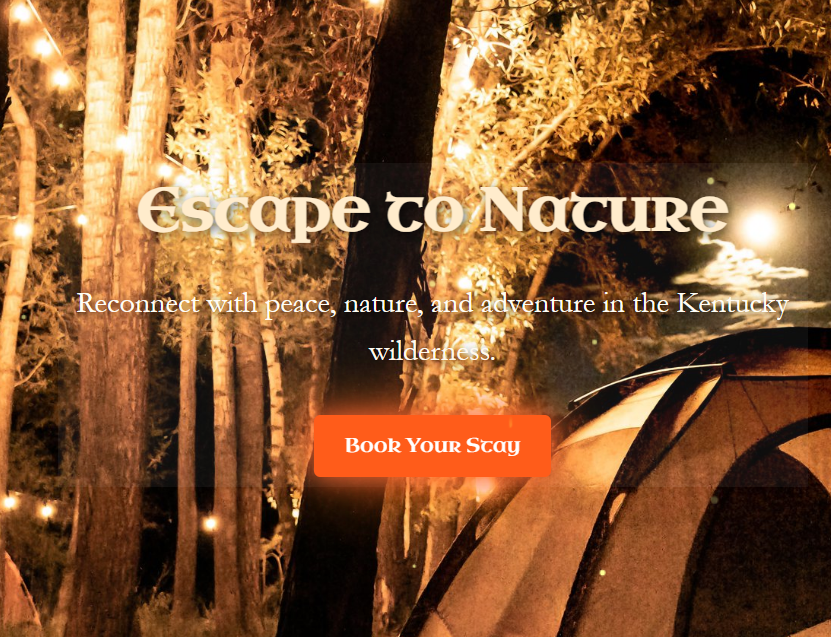 Escape to Nature
Reconnect with peace, nature, and adventure in the Kentucky
wilderness.
Book Your Stay